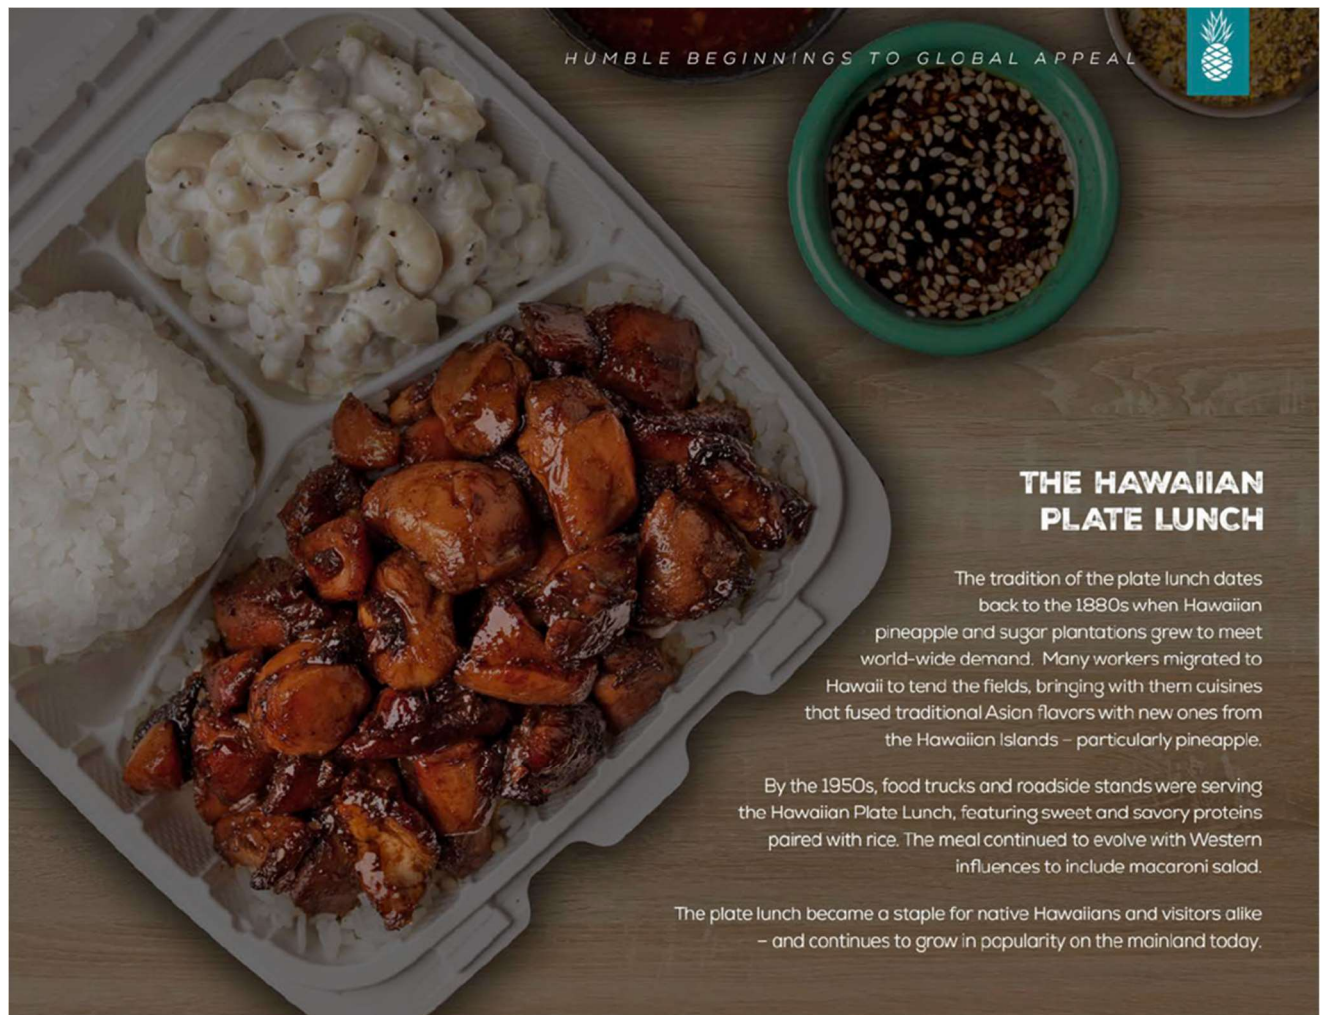 HUMBLE BEGINNINGS TO GLOBAL APPEAL
THE HAWAIIAN
PLATE LUNCH
The tradition of the plate lunch dates
back to the 1880s when Hawaiian
pineapple and sugar plantations grew to meet
world-wide demand. Many workers migrated to
Hawaii to tend the fields, bringing with them cuisines
that fused traditional Asian flavors with new ones from
the Hawaiian Islands – particularly pineapple.
By the 1950s, food trucks and roadside stands were serving
the Hawaiian Plate Lunch, featuring sweet and savory proteins
paired with rice. The meal continued to evolve with Western
influences to include macaroni salad.
The plate lunch became a staple for native Hawaiians and visitors alike
– and continues to grow in popularity on the mainland today.